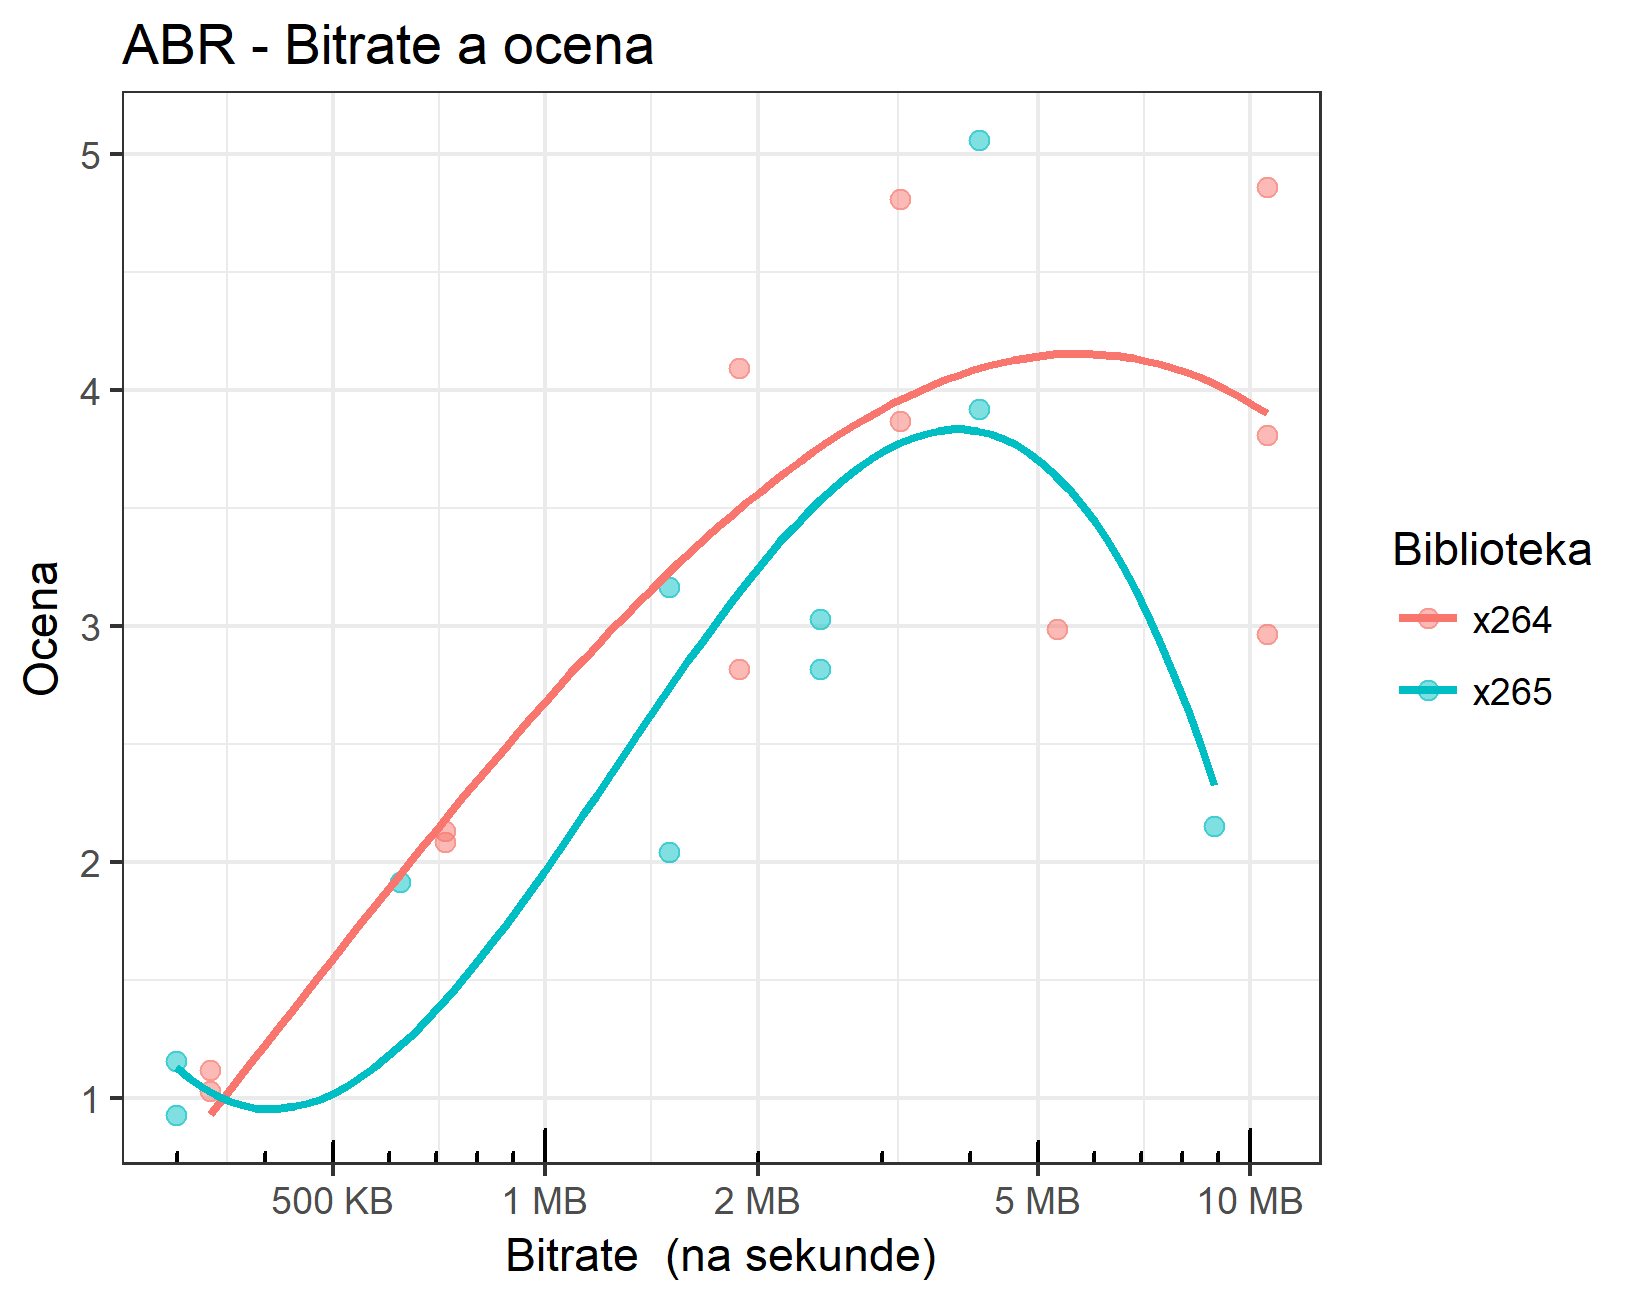 ABR - Bitrate a ocena
5
4
3
2
1
Ocena
500 KB
1 MB
2 MB
5 MB
10 MB
Bitrate  (na sekunde)
Biblioteka
x264
x265